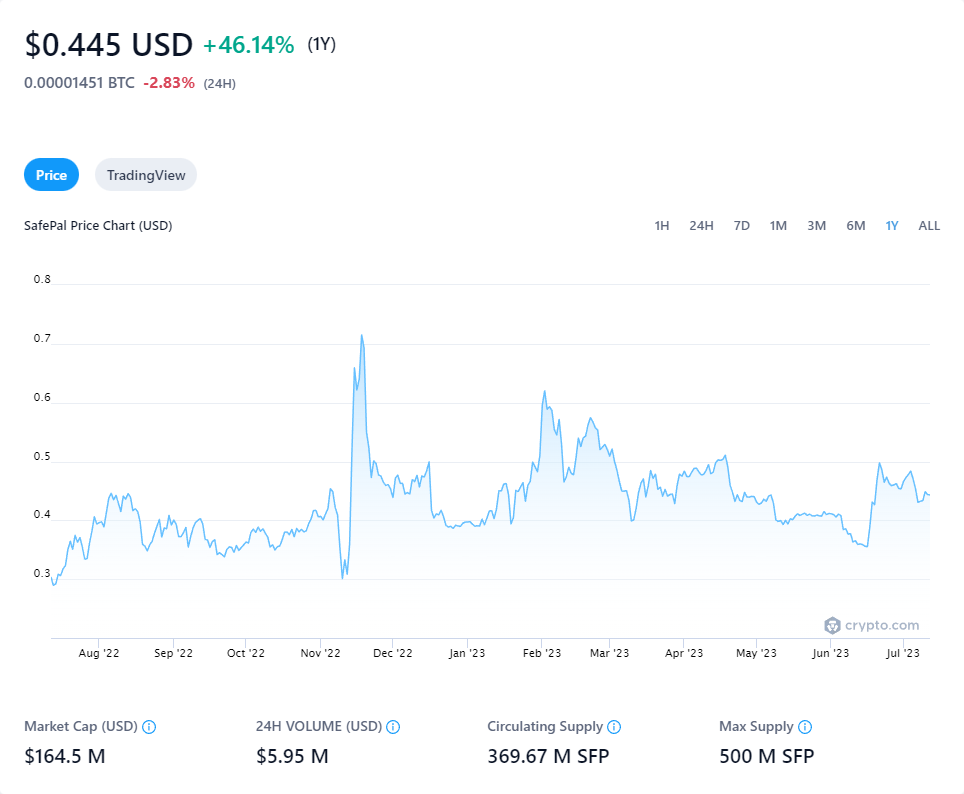 $0.445 USD +46.14% (1Y)
0.00001451 BTC -2.83% (24H)
Price TradingView
SafePal Price Chart (USD) 1H 24H 7D 1M 3M 6M 1Y ALL
0.8
0.7
0.6
0.5
0.4
0.3
crypto.com
Aug '22 Sep '22 Oct '22 Nov '22 Dec '22 Jan '23 Feb '23 Mar '23 Apr '23 May '23 Jun '23 Jul '23
Market Cap (USD) 24H VOLUME (USD) Circulating Supply Max Supply
$164.5 M $5.95 M 369.67 M SFP 500 M SFP